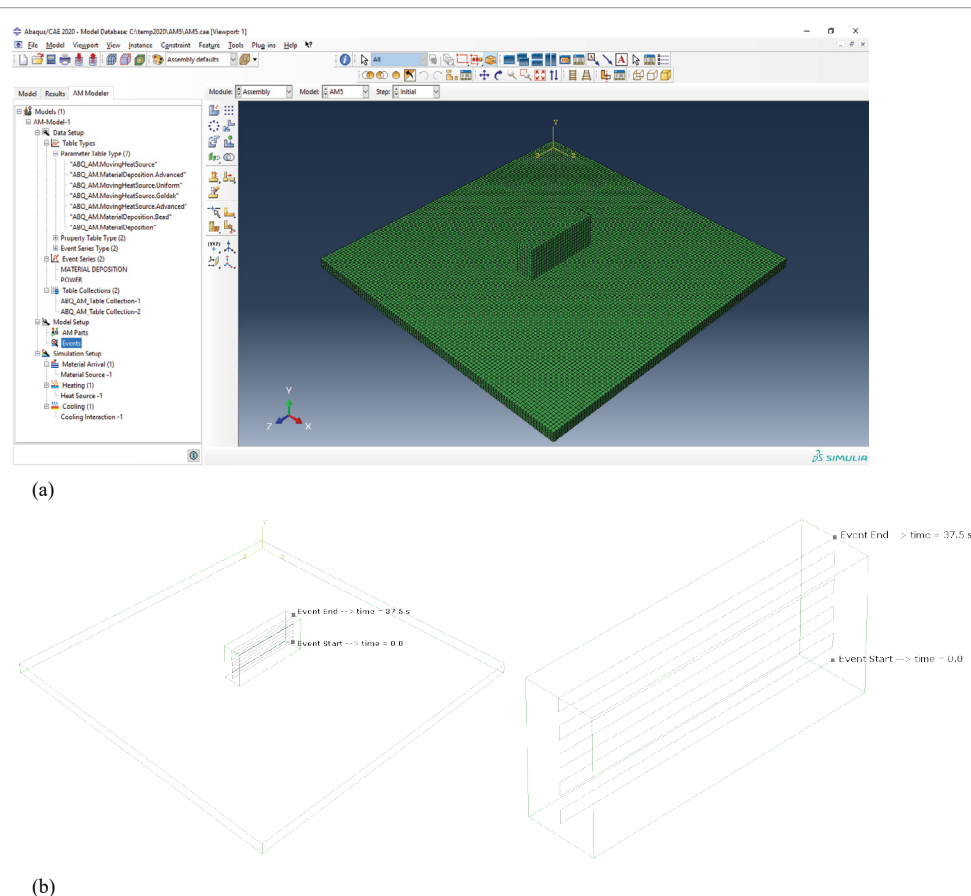 Abaqus/CAE 2020 - Model Database: C:\temp2020\AM5\AM5.cae [Viewport: 1]
File Model Viewport View Instance Constraint Feature Tools Plug-ins Help
Assembly defaults
All
Model Results AM Modeler
Module: Assembly Model: AM5 Step: Initial
Models (1)
AM-Model-1
Data Setup
Table Types
Parameter Table Type (7)
"ABQ_AM.MovingHeatSource"
"ABQ_AM.MaterialDeposition.Advanced"
"ABQ_AM.MovingHeatSource.Uniform"
"ABQ_AM.MovingHeatSource.Goldak"
"ABQ_AM.MovingHeatSource.Advanced"
"ABQ_AM.MaterialDeposition.Bead"
"ABQ_AM.MaterialDeposition"
Property Table Type (2)
Event Series Type (2)
Event Series (2)
MATERIAL DEPOSITION
POWER
Table Collections (2)
ABQ_AM_Table Collection-1
ABQ_AM_Table Collection-2
Model Setup
AM Parts
Events
Simulation Setup
Material Arrival (1)
Material Source -1
Heating (1)
Heat Source -1
Cooling (1)
Cooling Interaction -1
(XYZ)
Y
Y
Z
X
SIMULIA
(a)
Y
Event End --> time = 37.5 s
Event Start --> time = 0.0
Event End --> time = 37.5 s
Event Start --> time = 0.0
(b)